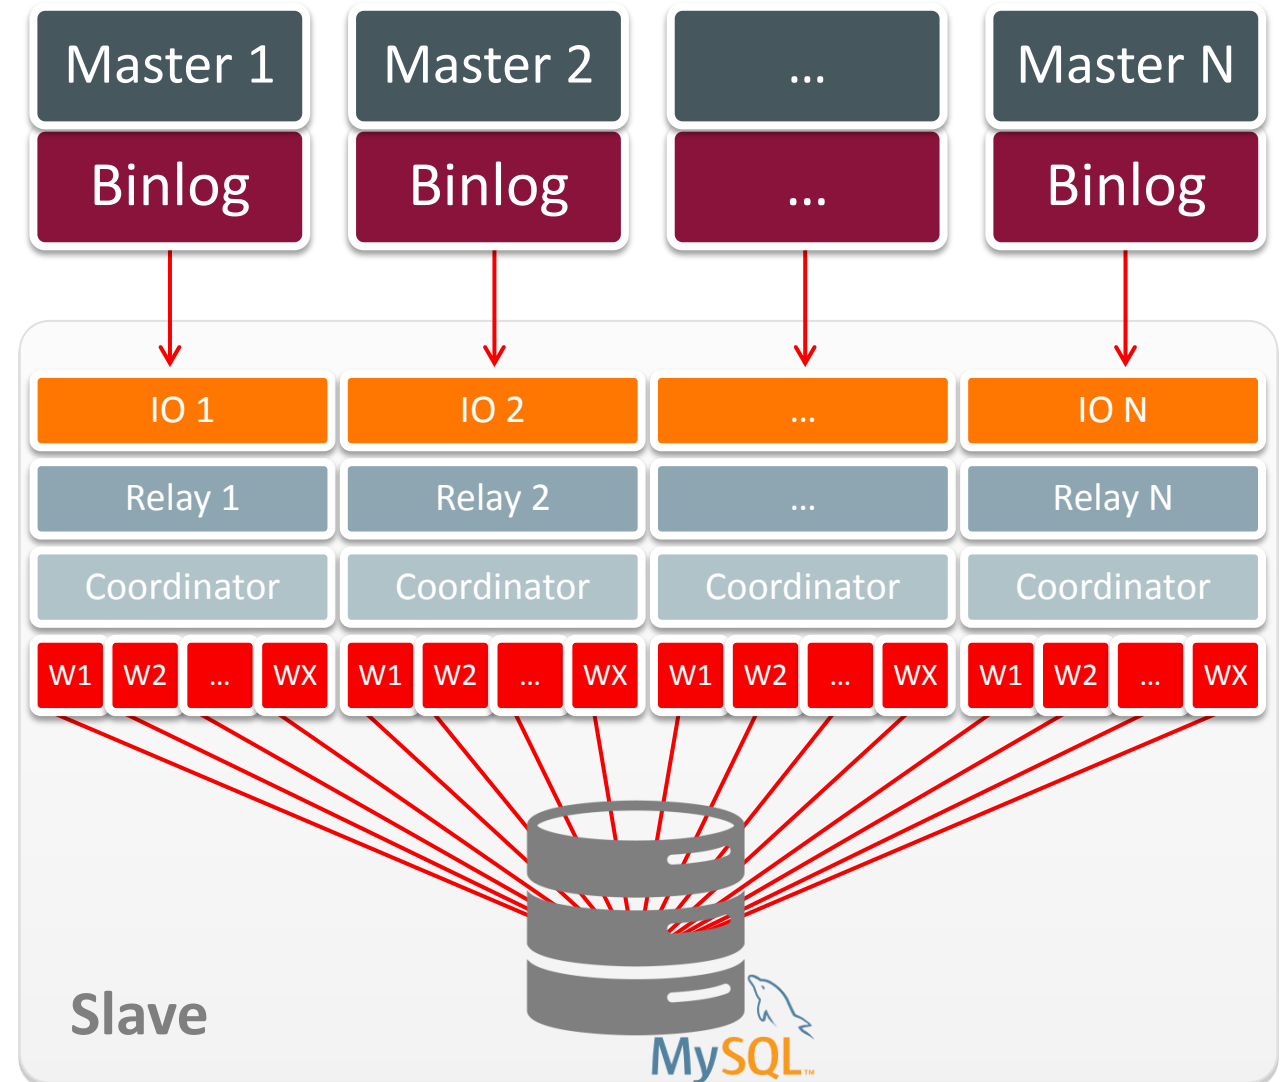 Master 1 Master 2 ... Master N
Binlog Binlog ... Binlog
IO 1 IO 2 ... IO N
Relay 1 Relay 2 ... Relay N
Coordinator Coordinator Coordinator Coordinator
W1 W2 ... WX W1 W2 ... WX W1 W2 ... WX W1 W2 ... WX
Slave
MySQL™